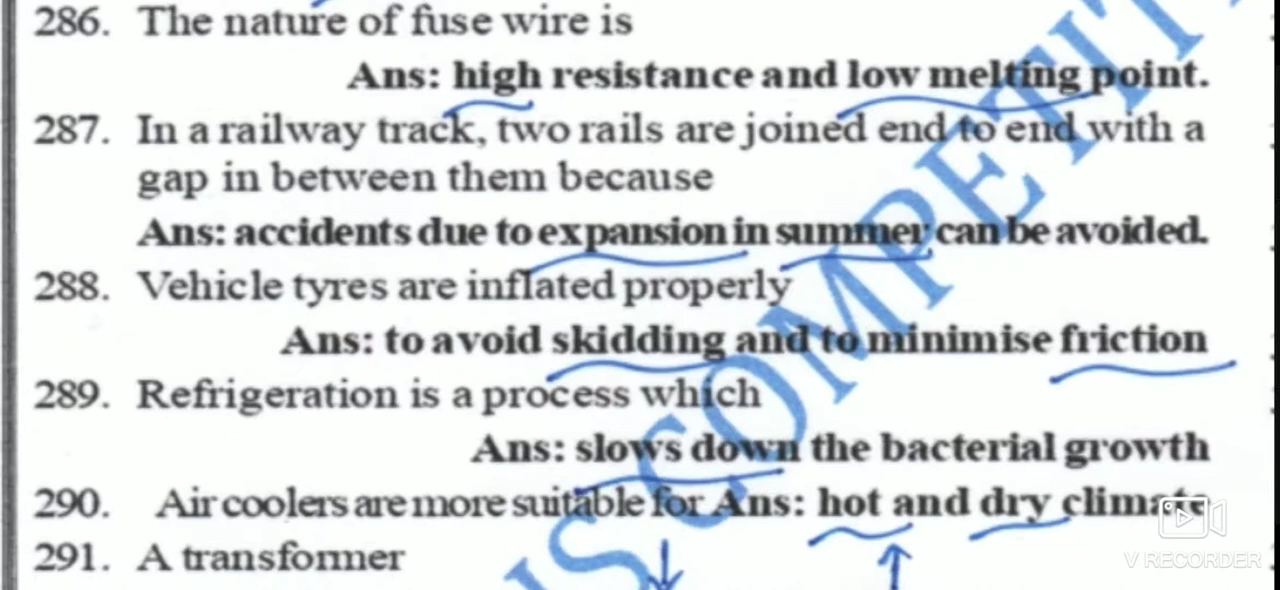 286. The nature of fuse wire is
Ans: high resistance and low melting point.
287. In a railway track, two rails are joined end to end with a
gap in between them because
Ans: accidents due to expansion in summer can be avoided.
288. Vehicle tyres are inflated properly
Ans: to avoid skidding and to minimise friction
289. Refrigeration is a process which
Ans: slows down the bacterial growth
290. Air coolers are more suitable for Ans: hot and dry climate
291. A transformer
V RECORDER